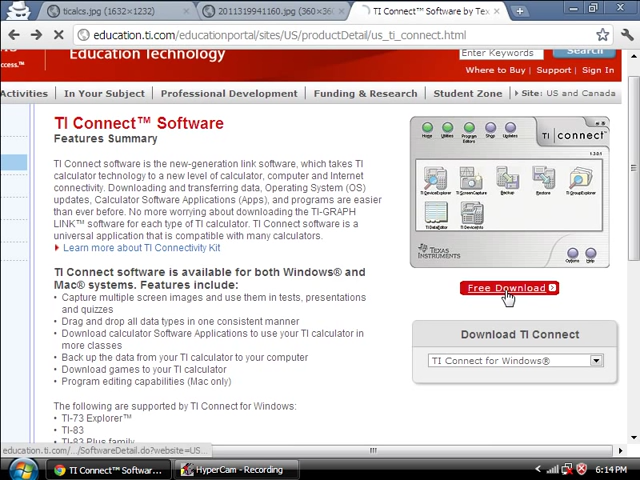 ticalcs.jpg (1632×1232)
2011319941160.jpg (360×36
TI Connect™ Software by Tex
education.ti.com/educationportal/sites/US/productDetail/us_ti_connect.html
Education Technology
Enter Keywords
Search
Where to Buy | Support | Sign In
Activities | In Your Subject | Professional Development | Funding & Research | Student Zone | Site: US and Canada
TI Connect™ Software
Features Summary
TI Connect software is the new-generation link software, which takes TI
calculator technology to a new level of calculator, computer and Internet
connectivity. Downloading and transferring data, Operating System (OS)
updates, Calculator Software Applications (Apps), and programs are easier
than ever before. No more worrying about downloading the TI-GRAPH
LINK™ software for each type of TI calculator. TI Connect software is a
universal application that is compatible with many calculators.
Learn more about TI Connectivity Kit
TI Connect software is available for both Windows® and
Mac® systems. Features include:
Capture multiple screen images and use them in tests, presentations
and quizzes
Drag and drop all data types in one consistent manner
Download calculator Software Applications to use your TI calculator in
more classes
Back up the data from your TI calculator to your computer
Download games to your TI calculator
Program editing capabilities (Mac only)
The following are supported by TI Connect for Windows:
TI-73 Explorer™
TI-83
TI-83 Plus family
TI connect
Home
Help
TEXAS
INSTRUMENTS
Free Download
Download TI Connect
TI Connect for Windows®
education.ti.com/.../SoftwareDetail.do?website=US...
TI Connect™ Softwar...
HyperCam - Recording
6:14 PM